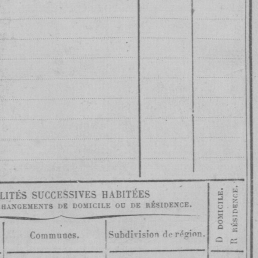 LITÉS SUCCESSIVES HABITÉES
HANGEMENTS DE DOMICILE OU DE RÉSIDENCE.
Communes.
Subdivision de région.
D DOMICILE.
R RÉSIDENCE.